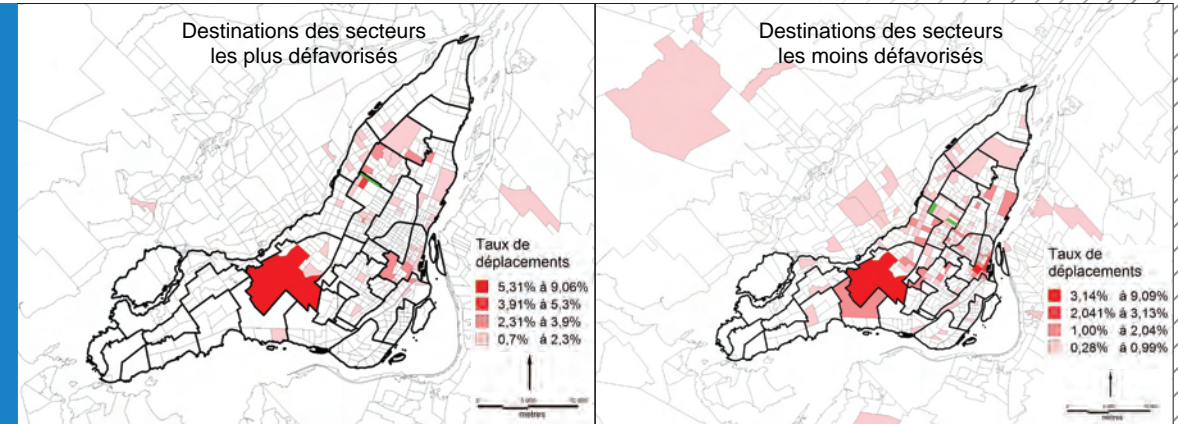 Destinations des secteurs
les plus défavorisés
Taux de
déplacements
5,31% à 9,06%
3,91% à 5,3%
2,31% à 3,9%
0,7% à 2,3%
mètres
Destinations des secteurs
les moins défavorisés
Taux de
déplacements
3,14% à 9,09%
2,041% à 3,13%
1,00% à 2,04%
0,28% à 0,99%
mètres